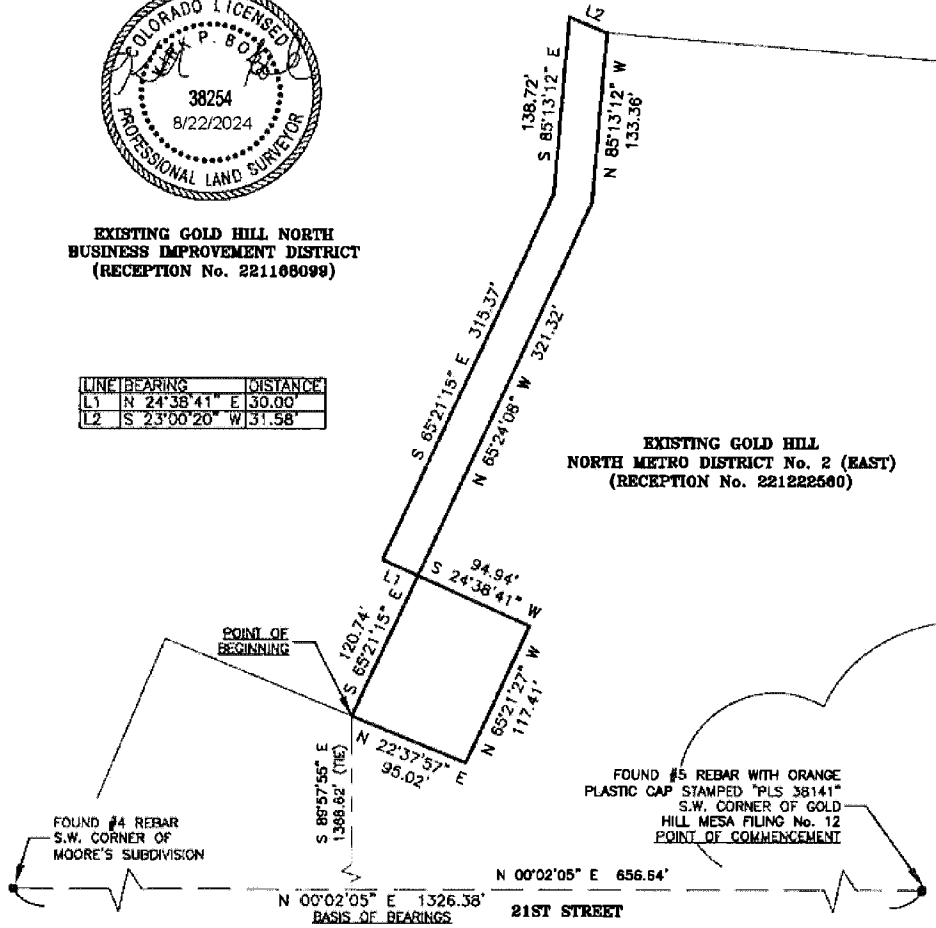 COLORADO LICENSED
KIRK P. BOYD
38254
8/22/2024
PROFESSIONAL LAND SURVEYOR
EXISTING GOLD HILL NORTH
BUSINESS IMPROVEMENT DISTRICT
(RECEPTION No. 221168099)
LINE BEARING DISTANCE
L1 N 24°38'41" E 30.00'
L2 S 23°00'20" W 31.58'
L2
138.72'
S 85°13'12" E
N 85°13'12" W
133.36'
S 65°21'15" E 315.37'
N 65°24'08" W 321.32'
EXISTING GOLD HILL
NORTH METRO DISTRICT No. 2 (EAST)
(RECEPTION No. 221222560)
L1
94.94'
S 24°38'41" W
120.74'
S 65°21'15" E
POINT OF
BEGINNING
N 65°21'27" W
117.41'
N 22°37'57" E
95.02'
S 89°57'55" E
1368.62' (TIE)
FOUND #4 REBAR
S.W. CORNER OF
MOORE'S SUBDIVISION
FOUND #5 REBAR WITH ORANGE
PLASTIC CAP STAMPED "PLS 38141"
S.W. CORNER OF GOLD
HILL MESA FILING No. 12
POINT OF COMMENCEMENT
N 00°02'05" E 656.64'
N 00°02'05" E 1326.38'
BASIS OF BEARINGS
21ST STREET